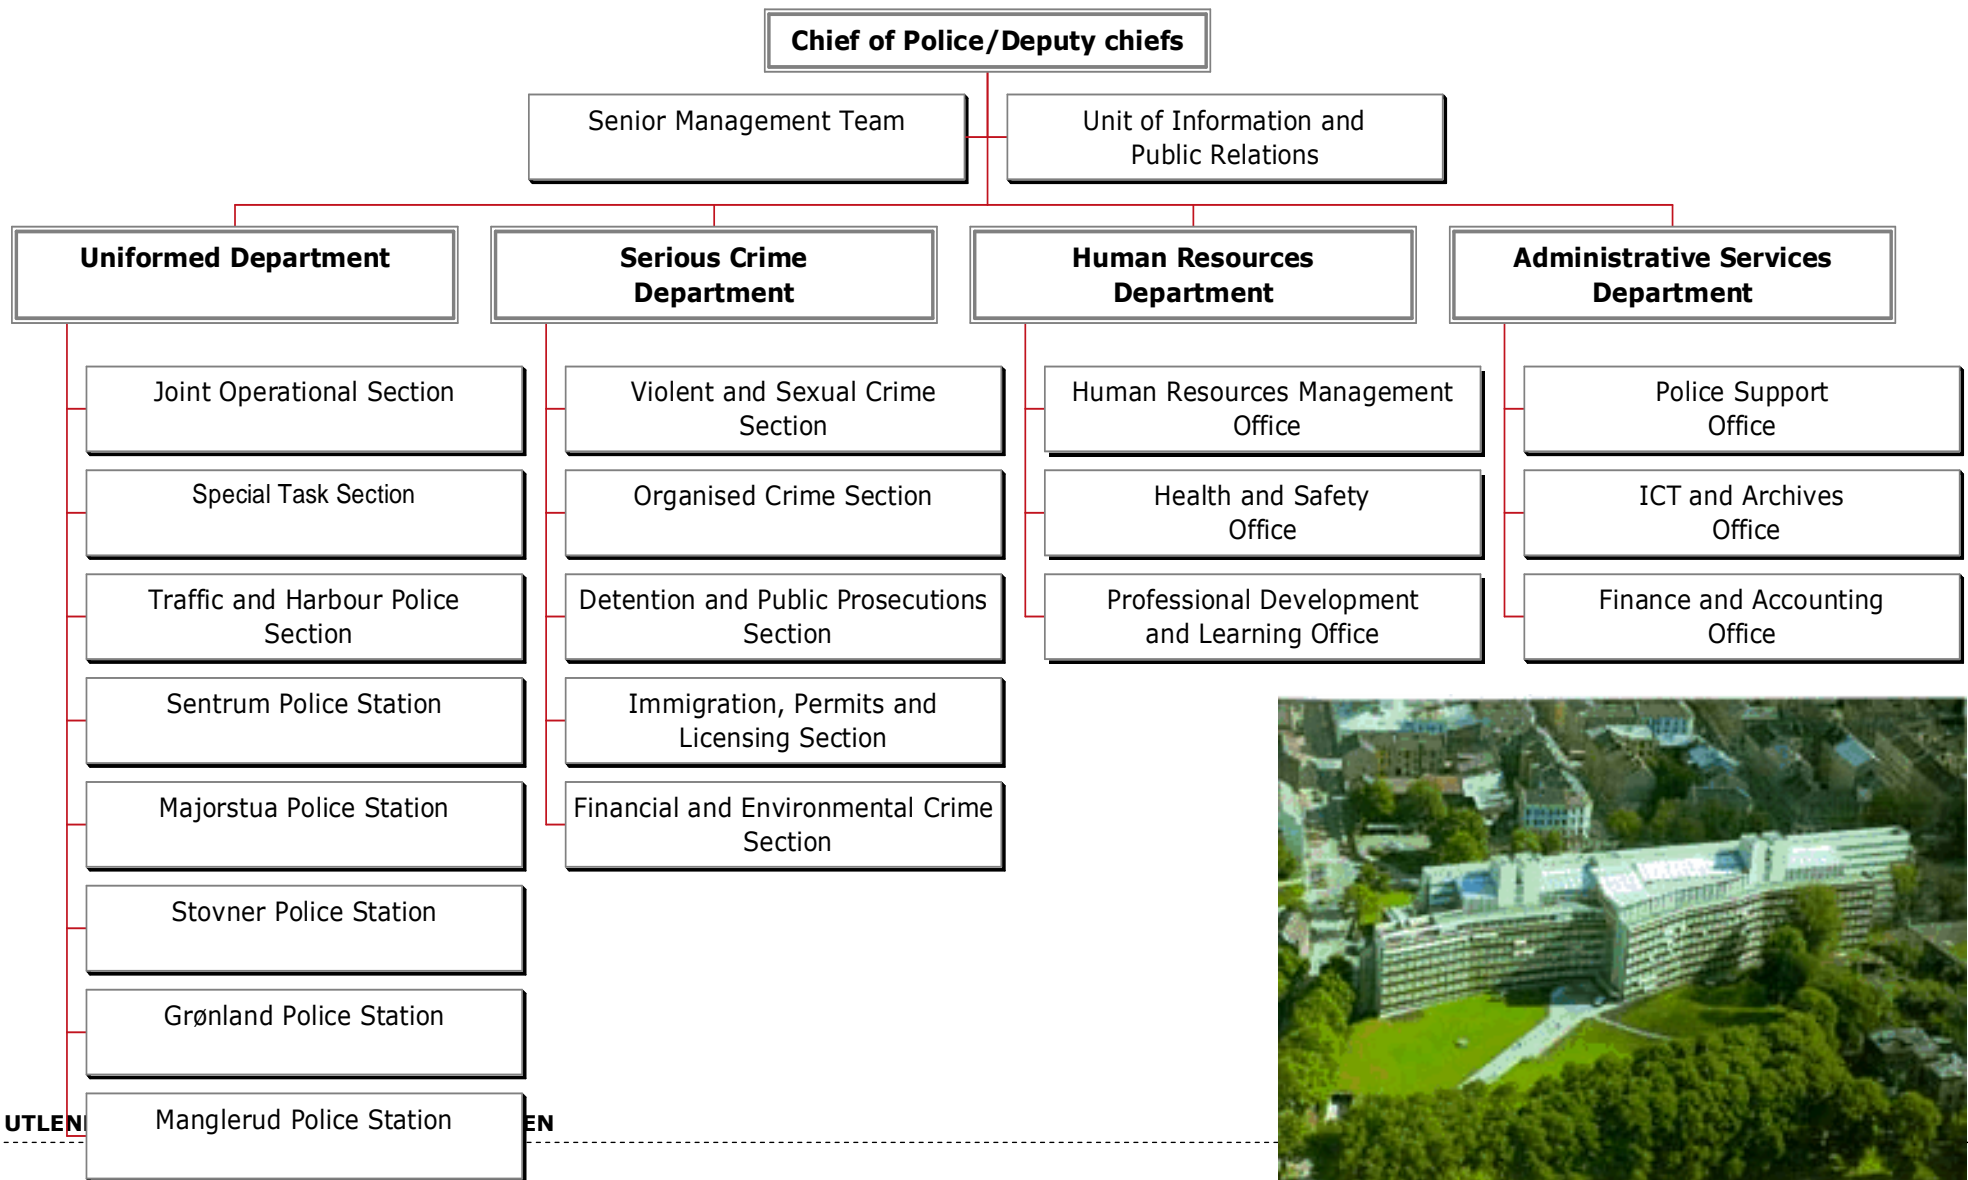 Chief of Police/Deputy chiefs
Senior Management Team
Unit of Information and
Public Relations
Uniformed Department
Serious Crime
Department
Human Resources
Department
Administrative Services
Department
Joint Operational Section
Special Task Section
Traffic and Harbour Police
Section
Sentrum Police Station
Majorstua Police Station
Stovner Police Station
Grønland Police Station
Manglerud Police Station
Violent and Sexual Crime
Section
Organised Crime Section
Detention and Public Prosecutions
Section
Immigration, Permits and
Licensing Section
Financial and Environmental Crime
Section
Human Resources Management
Office
Health and Safety
Office
Professional Development
and Learning Office
Police Support
Office
ICT and Archives
Office
Finance and Accounting
Office